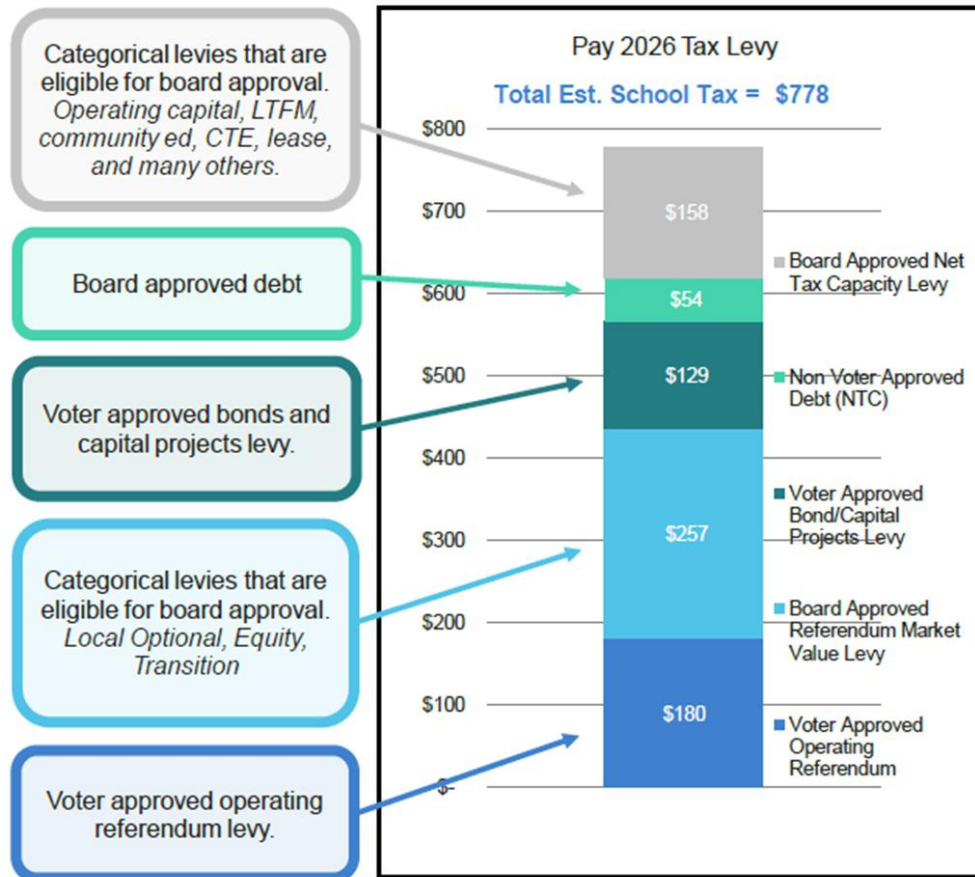 Categorical levies that are
eligible for board approval.
Operating capital, LTFM,
community ed, CTE, lease,
and many others.
Board approved debt
Voter approved bonds and
capital projects levy.
Categorical levies that are
eligible for board approval.
Local Optional, Equity,
Transition
Voter approved operating
referendum levy.
Pay 2026 Tax Levy
Total Est. School Tax = $778
$800
$700
$600
$500
$400
$300
$200
$100
$-
$158
$54
$129
$257
$180
Board Approved Net
Tax Capacity Levy
Non Voter Approved
Debt (NTC)
Voter Approved
Bond/Capital
Projects Levy
Board Approved
Referendum Market
Value Levy
Voter Approved
Operating
Referendum